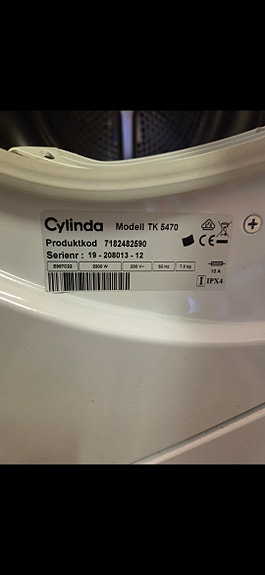 Cylinda Modell TK 5470
Produktkod 7182482590
Serienr : 19 - 208013 - 12
2200 W 230 V~ 50 Hz 7.0 kg
10 A
IPX4